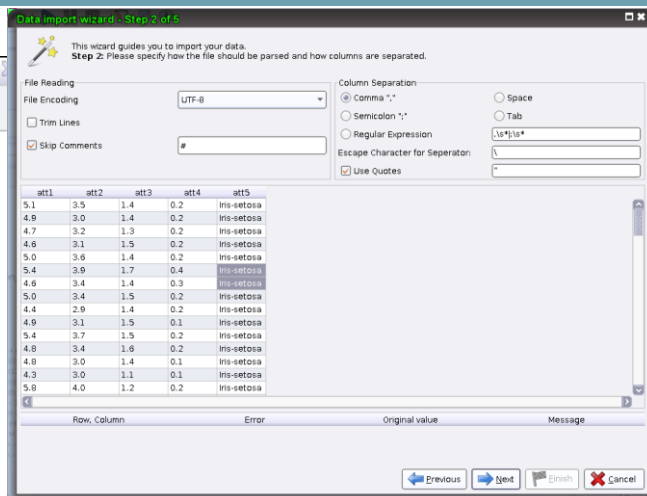 Data import wizard - Step 2 of 5
This wizard guides you to import your data.
Step 2: Please specify how the file should be parsed and how columns are separated.
File Reading
File Encoding
UTF-8
Trim Lines
Skip Comments
#
Column Separation
Comma ","
Space
Semicolon ";"
Tab
Regular Expression
,\s*|;\s*
Escape Character for Seperator:
\
Use Quotes
"
att1 att2 att3 att4 att5
5.1 3.5 1.4 0.2 Iris-setosa
4.9 3.0 1.4 0.2 Iris-setosa
4.7 3.2 1.3 0.2 Iris-setosa
4.6 3.1 1.5 0.2 Iris-setosa
5.0 3.6 1.4 0.2 Iris-setosa
5.4 3.9 1.7 0.4 Iris-setosa
4.6 3.4 1.4 0.3 Iris-setosa
5.0 3.4 1.5 0.2 Iris-setosa
4.4 2.9 1.4 0.2 Iris-setosa
4.9 3.1 1.5 0.1 Iris-setosa
5.4 3.7 1.5 0.2 Iris-setosa
4.8 3.4 1.6 0.2 Iris-setosa
4.8 3.0 1.4 0.1 Iris-setosa
4.3 3.0 1.1 0.1 Iris-setosa
5.8 4.0 1.2 0.2 Iris-setosa
Row, Column Error Original value Message
Previous Next Finish Cancel